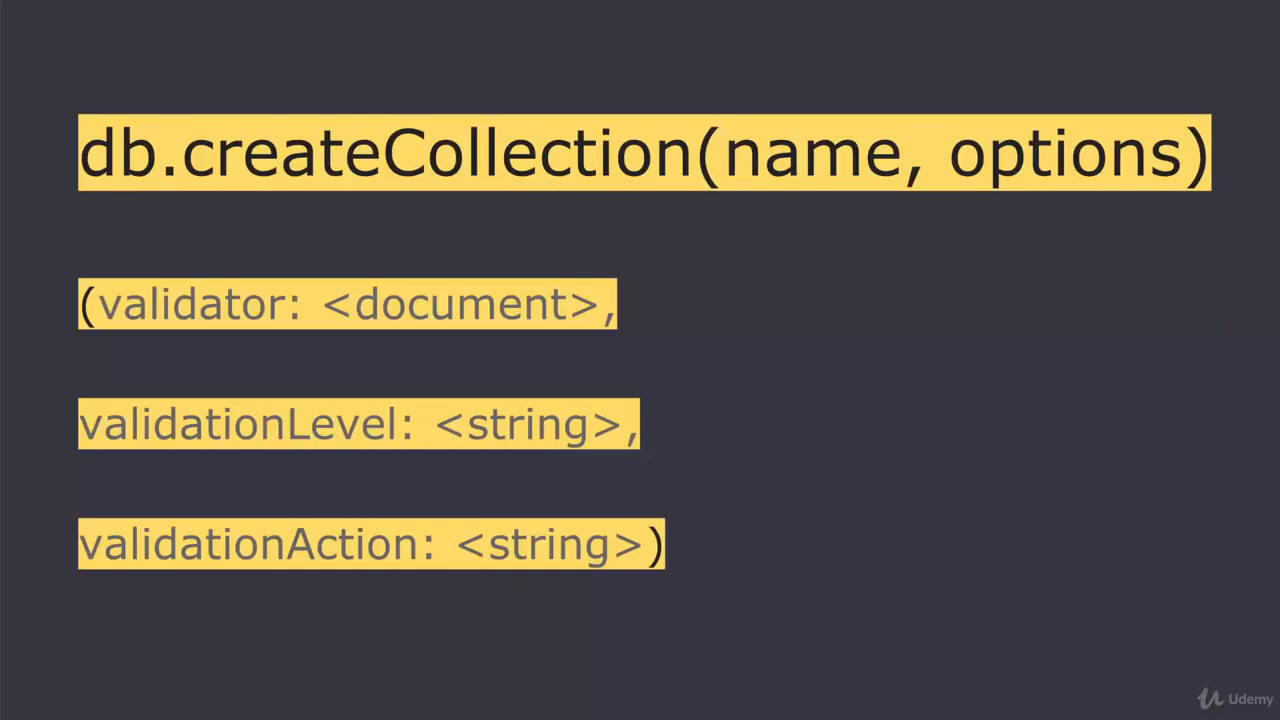 db.createCollection(name, options)
(validator: <document>,
validationLevel: <string>,
validationAction: <string>)
Udemy